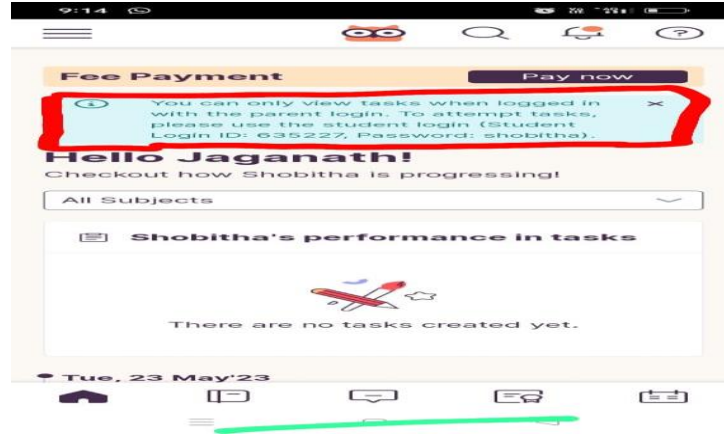 9:14
Fee Payment
Pay now
You can only view tasks when logged in
with the parent login. To attempt tasks,
please use the student login (Student
Login ID: 635227, Password: shobitha).
Hello Jaganath!
Checkout how Shobitha is progressing!
All Subjects
Shobitha's performance in tasks
There are no tasks created yet.
Tue, 23 May'23